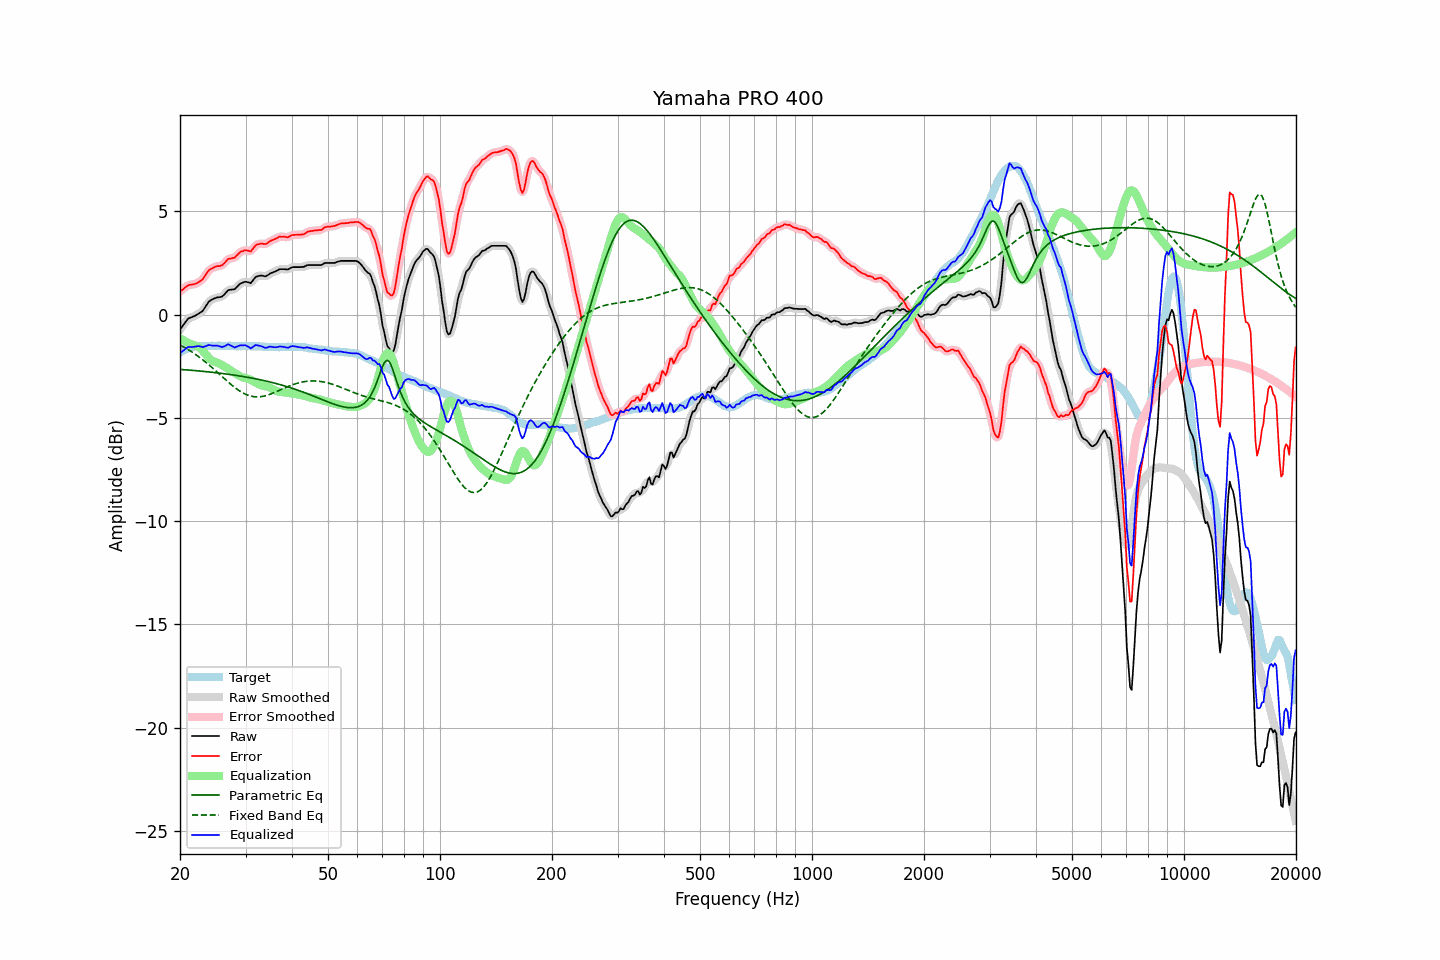 Yamaha PRO 400
Amplitude (dBr)
5
0
−5
−10
−15
−20
−25
Target
Raw Smoothed
Error Smoothed
Raw
Error
Equalization
Parametric Eq
Fixed Band Eq
Equalized
20 50 100 200 500 1000 2000 5000 10000 20000
Frequency (Hz)